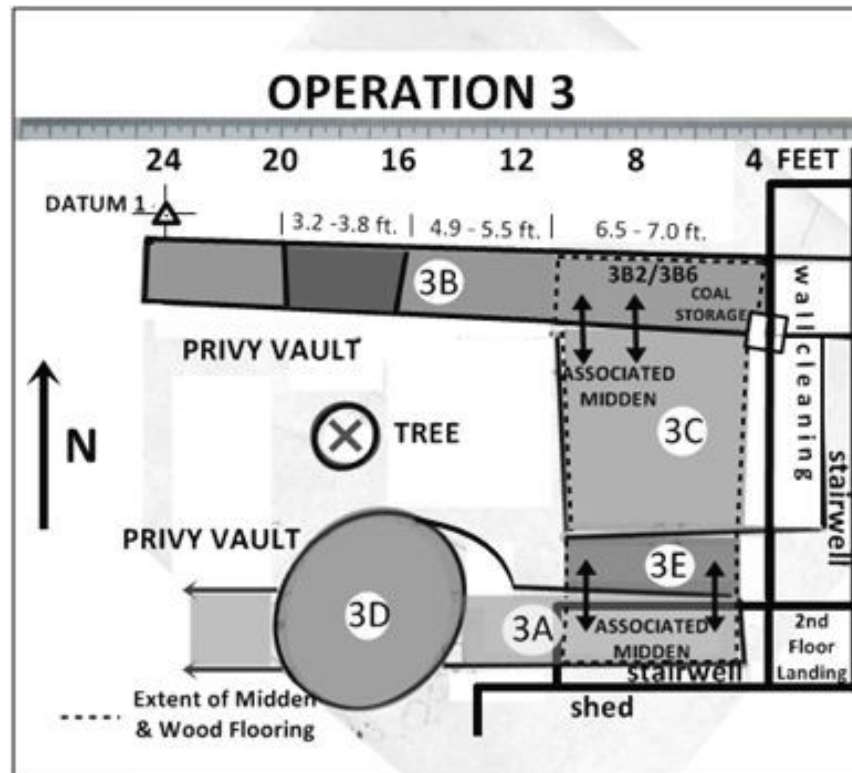 OPERATION 3
24 20 16 12 8 4 FEET
DATUM 1
3.2 -3.8 ft. 4.9 - 5.5 ft. 6.5 - 7.0 ft.
3B
3B2/3B6
COAL
STORAGE
wall cleaning
PRIVY VAULT
ASSOCIATED
MIDDEN
N
TREE
3C
stairwell
PRIVY VAULT
3E
3D
3A
ASSOCIATED
MIDDEN
2nd
Floor
Landing
stairwell
shed
Extent of Midden
& Wood Flooring